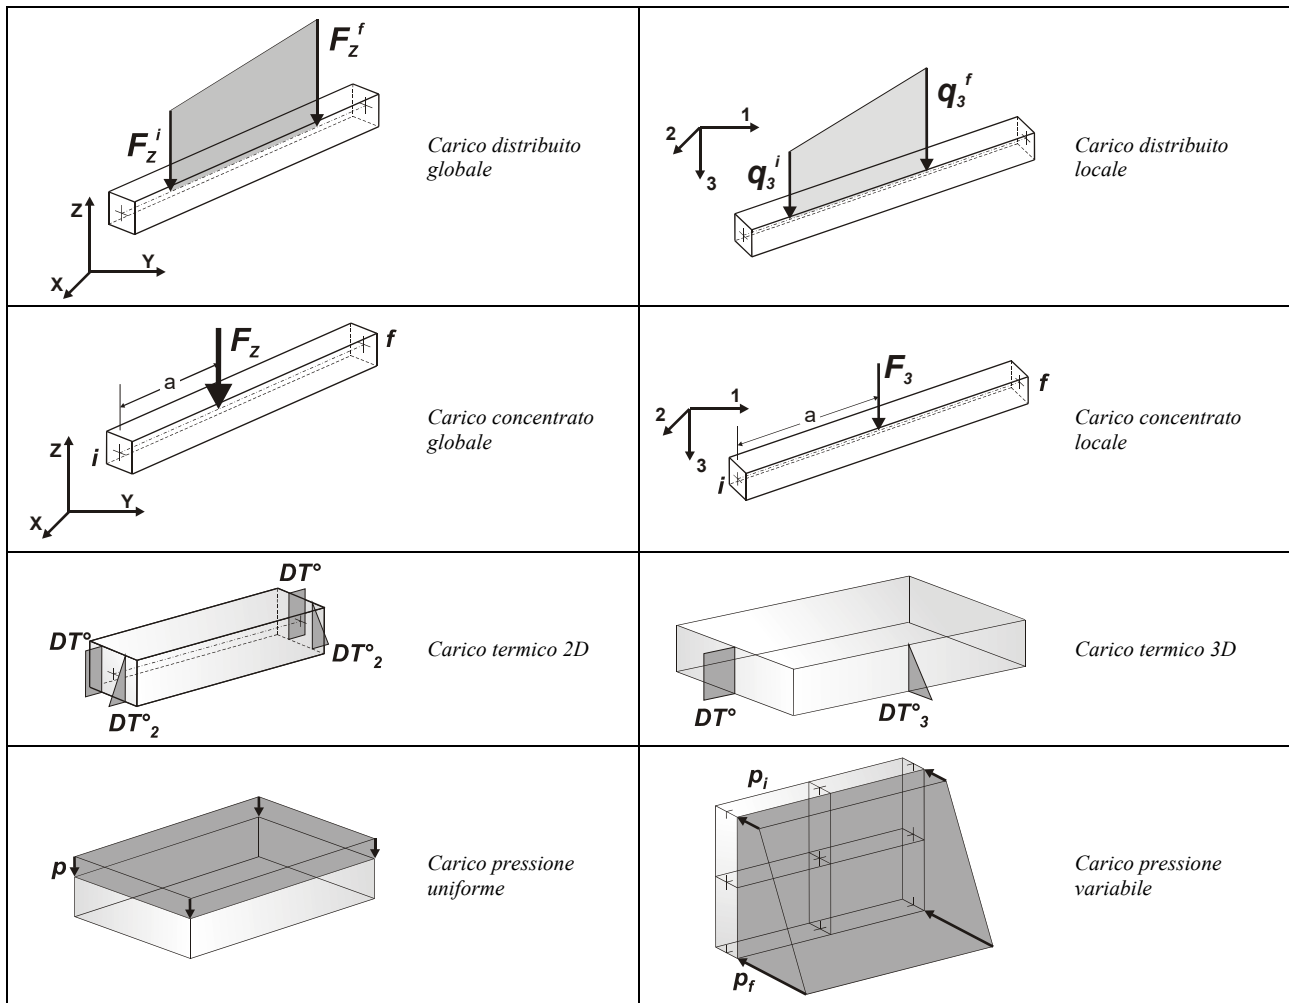 F_Z^f
F_Z^i
Z
Y
X
Carico distribuito
globale
q_3^f
1
2
q_3^i
3
Carico distribuito
locale
F_Z
f
a
i
Z
Y
X
Carico concentrato
globale
F_3
1
2
a
f
3
i
Carico concentrato
locale
DT°
DT°
DT°_2
DT°_2
Carico termico 2D
DT°
DT°_3
Carico termico 3D
p
Carico pressione
uniforme
p_i
p_f
Carico pressione
variabile